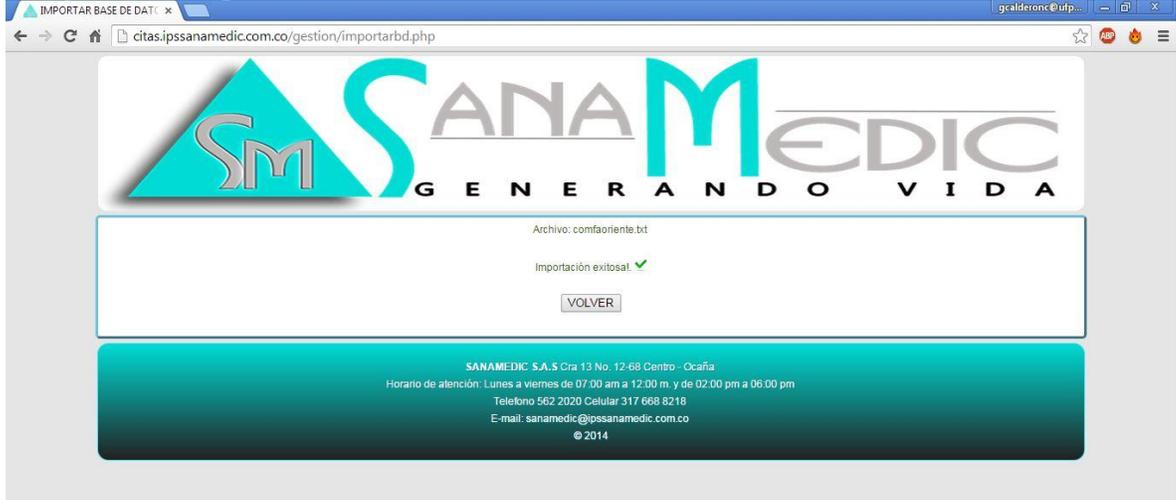 IMPORTAR BASE DE DATO
gcalderonc@ufp...
citas.ipssanamedic.com.co/gestion/importarbd.php
ABP
SM SANAMEDIC
GENERANDO VIDA
Archivo: comfaoriente.txt
Importación exitosa!.
VOLVER
SANAMEDIC S.A.S Cra 13 No. 12-68 Centro - Ocaña
Horario de atención: Lunes a viernes de 07:00 am a 12:00 m. y de 02:00 pm a 06:00 pm
Telefono 562 2020 Celular 317 668 8218
E-mail: sanamedic@ipssanamedic.com.co
© 2014